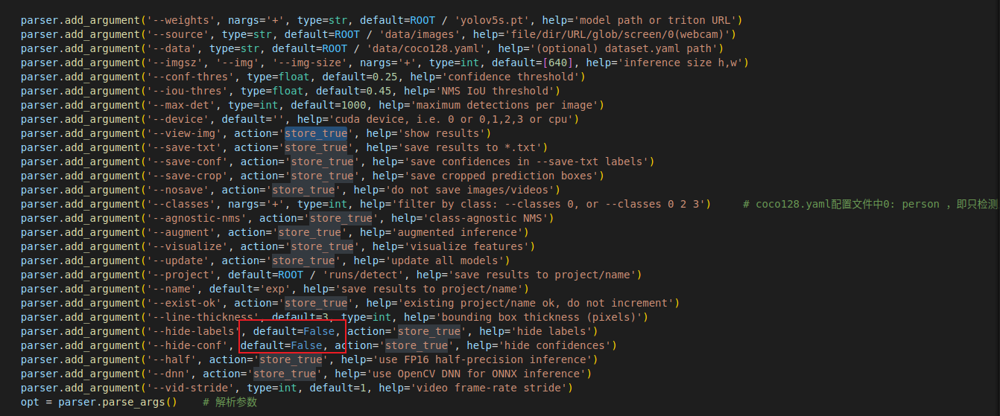 parser.add_argument('--weights', nargs='+', type=str, default=ROOT / 'yolov5s.pt', help='model path or triton URL')
parser.add_argument('--source', type=str, default=ROOT / 'data/images', help='file/dir/URL/glob/screen/0(webcam)')
parser.add_argument('--data', type=str, default=ROOT / 'data/coco128.yaml', help='(optional) dataset.yaml path')
parser.add_argument('--imgsz', '--img', '--img-size', nargs='+', type=int, default=[640], help='inference size h,w')
parser.add_argument('--conf-thres', type=float, default=0.25, help='confidence threshold')
parser.add_argument('--iou-thres', type=float, default=0.45, help='NMS IoU threshold')
parser.add_argument('--max-det', type=int, default=1000, help='maximum detections per image')
parser.add_argument('--device', default='', help='cuda device, i.e. 0 or 0,1,2,3 or cpu')
parser.add_argument('--view-img', action='store_true', help='show results')
parser.add_argument('--save-txt', action='store_true', help='save results to *.txt')
parser.add_argument('--save-conf', action='store_true', help='save confidences in --save-txt labels')
parser.add_argument('--save-crop', action='store_true', help='save cropped prediction boxes')
parser.add_argument('--nosave', action='store_true', help='do not save images/videos')
parser.add_argument('--classes', nargs='+', type=int, help='filter by class: --classes 0, or --classes 0 2 3')     # coco128.yaml配置文件中0: person ，即只检测
parser.add_argument('--agnostic-nms', action='store_true', help='class-agnostic NMS')
parser.add_argument('--augment', action='store_true', help='augmented inference')
parser.add_argument('--visualize', action='store_true', help='visualize features')
parser.add_argument('--update', action='store_true', help='update all models')
parser.add_argument('--project', default=ROOT / 'runs/detect', help='save results to project/name')
parser.add_argument('--name', default='exp', help='save results to project/name')
parser.add_argument('--exist-ok', action='store_true', help='existing project/name ok, do not increment')
parser.add_argument('--line-thickness', default=3, type=int, help='bounding box thickness (pixels)')
parser.add_argument('--hide-labels', default=False, action='store_true', help='hide labels')
parser.add_argument('--hide-conf', default=False, action='store_true', help='hide confidences')
parser.add_argument('--half', action='store_true', help='use FP16 half-precision inference')
parser.add_argument('--dnn', action='store_true', help='use OpenCV DNN for ONNX inference')
parser.add_argument('--vid-stride', type=int, default=1, help='video frame-rate stride')
opt = parser.parse_args()    # 解析参数